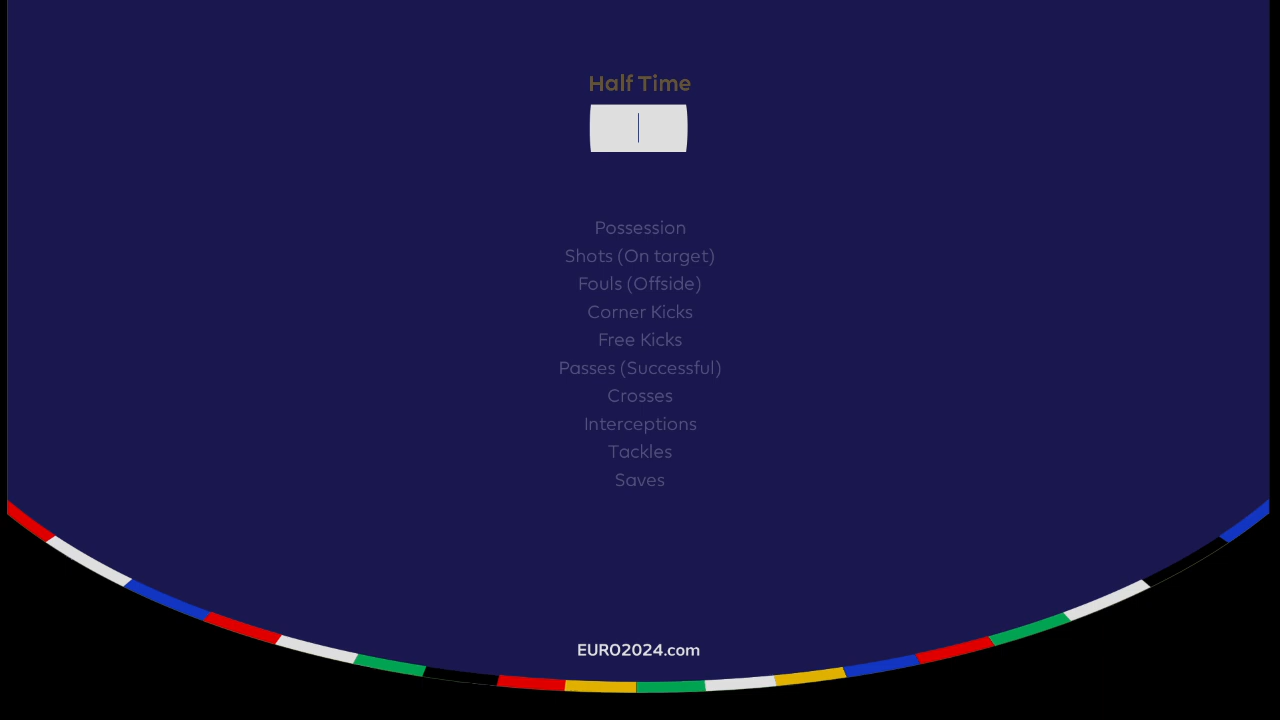 Half Time
Possession
Shots (On target)
Fouls (Offside)
Corner Kicks
Free Kicks
Passes (Successful)
Crosses
Interceptions
Tackles
Saves
EURO2024.com